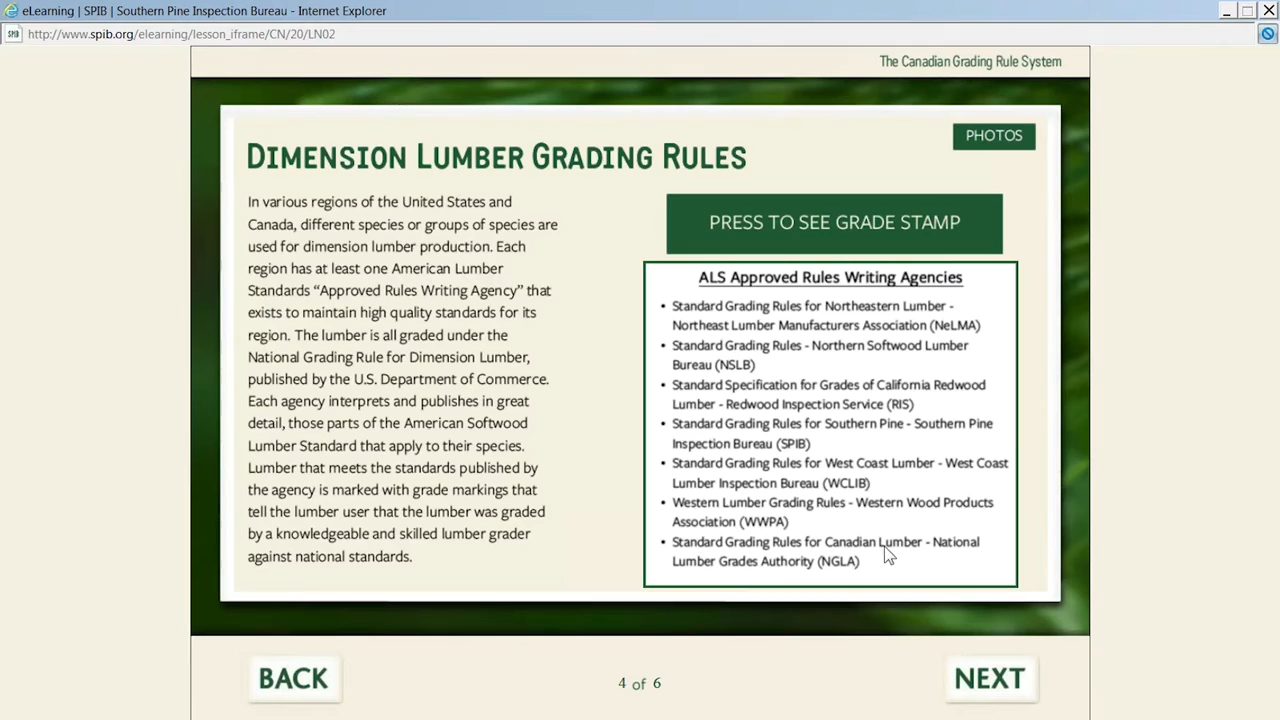 eLearning | SPIB | Southern Pine Inspection Bureau - Internet Explorer
SPIB http://www.spib.org/elearning/lesson_iframe/CN/20/LN02
The Canadian Grading Rule System
PHOTOS
DIMENSION LUMBER GRADING RULES
In various regions of the United States and
Canada, different species or groups of species are
used for dimension lumber production. Each
region has at least one American Lumber
Standards “Approved Rules Writing Agency” that
exists to maintain high quality standards for its
region. The lumber is all graded under the
National Grading Rule for Dimension Lumber,
published by the U.S. Department of Commerce.
Each agency interprets and publishes in great
detail, those parts of the American Softwood
Lumber Standard that apply to their species.
Lumber that meets the standards published by
the agency is marked with grade markings that
tell the lumber user that the lumber was graded
by a knowledgeable and skilled lumber grader
against national standards.
PRESS TO SEE GRADE STAMP
ALS Approved Rules Writing Agencies
• Standard Grading Rules for Northeastern Lumber -
Northeast Lumber Manufacturers Association (NeLMA)
• Standard Grading Rules - Northern Softwood Lumber
Bureau (NSLB)
• Standard Specification for Grades of California Redwood
Lumber - Redwood Inspection Service (RIS)
• Standard Grading Rules for Southern Pine - Southern Pine
Inspection Bureau (SPIB)
• Standard Grading Rules for West Coast Lumber - West Coast
Lumber Inspection Bureau (WCLIB)
• Western Lumber Grading Rules - Western Wood Products
Association (WWPA)
• Standard Grading Rules for Canadian Lumber - National
Lumber Grades Authority (NGLA)
BACK
4 of 6
NEXT